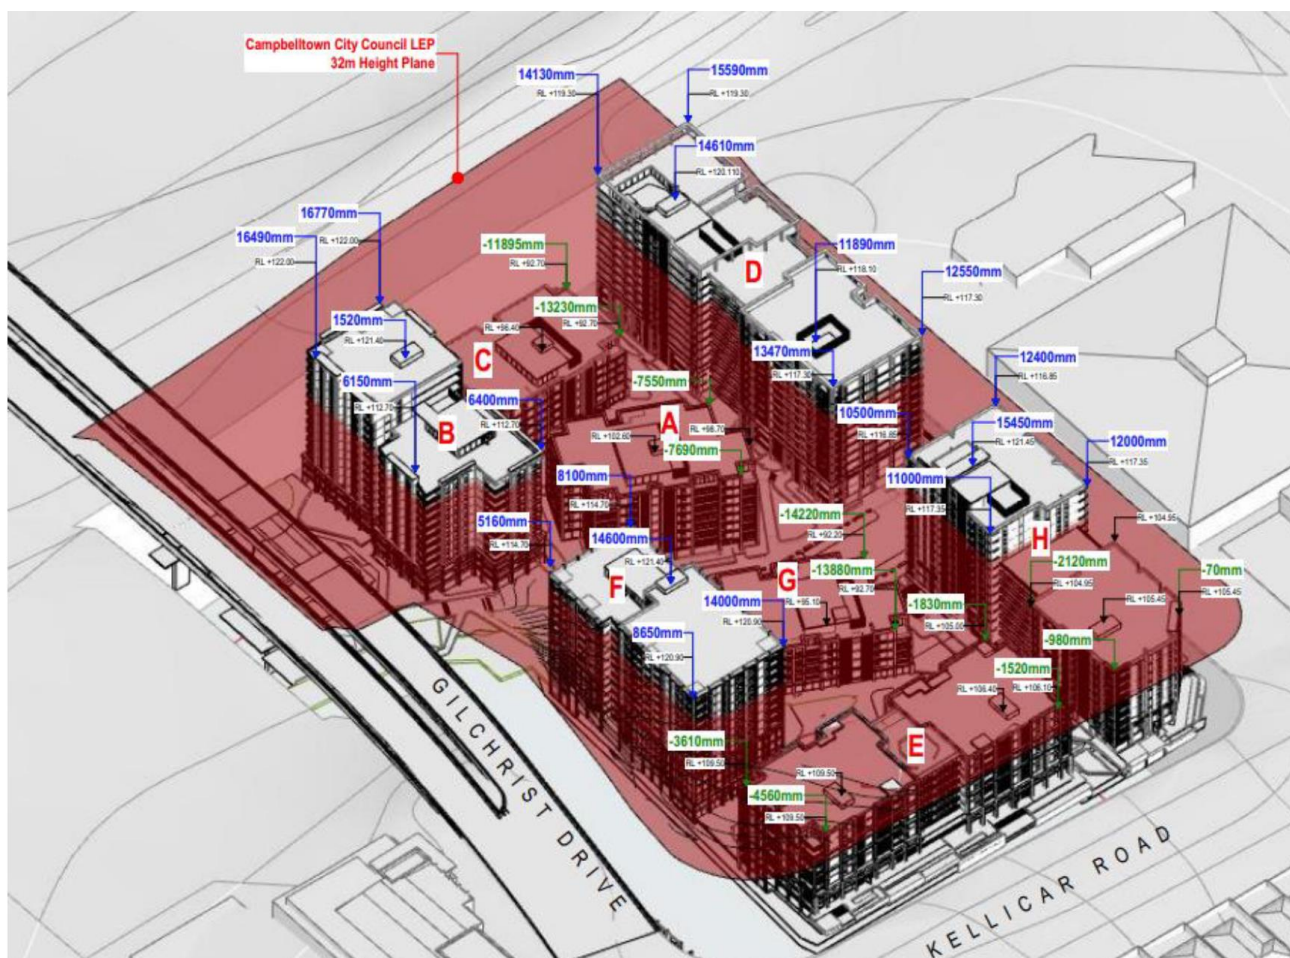 Campbelltown City Council LEP
32m Height Plane
14130mm
RL +119.30
15590mm
RL +119.30
14610mm
RL +120.110
16770mm
RL +122.00
16490mm
RL +122.00
-11895mm
RL +92.70
11890mm
RL +118.10
D
12550mm
RL +117.30
-13230mm
RL +92.70
1520mm
RL +121.40
RL +98.40
C
13470mm
RL +117.30
12400mm
RL +116.85
6150mm
RL +112.70
6400mm
RL +112.70
-7550mm
RL +98.70
A
B
RL +102.60
-7690mm
10500mm
RL +116.85
15450mm
RL +121.45
12000mm
RL +117.35
8100mm
RL +114.70
11000mm
RL +117.35
5160mm
RL +114.70
14600mm
RL +121.40
-14220mm
RL +92.20
H
RL +104.95
F
G
-13880mm
RL +92.70
-2120mm
RL +104.95
-70mm
RL +105.45
14000mm
RL +120.90
RL +95.10
-1830mm
RL +105.00
RL +105.45
8650mm
RL +120.90
-980mm
-1520mm
RL +106.10
RL +106.40
-3610mm
RL +109.50
E
-4560mm
RL +109.50
RL +109.50
GILCHRIST DRIVE
KELLICAR ROAD